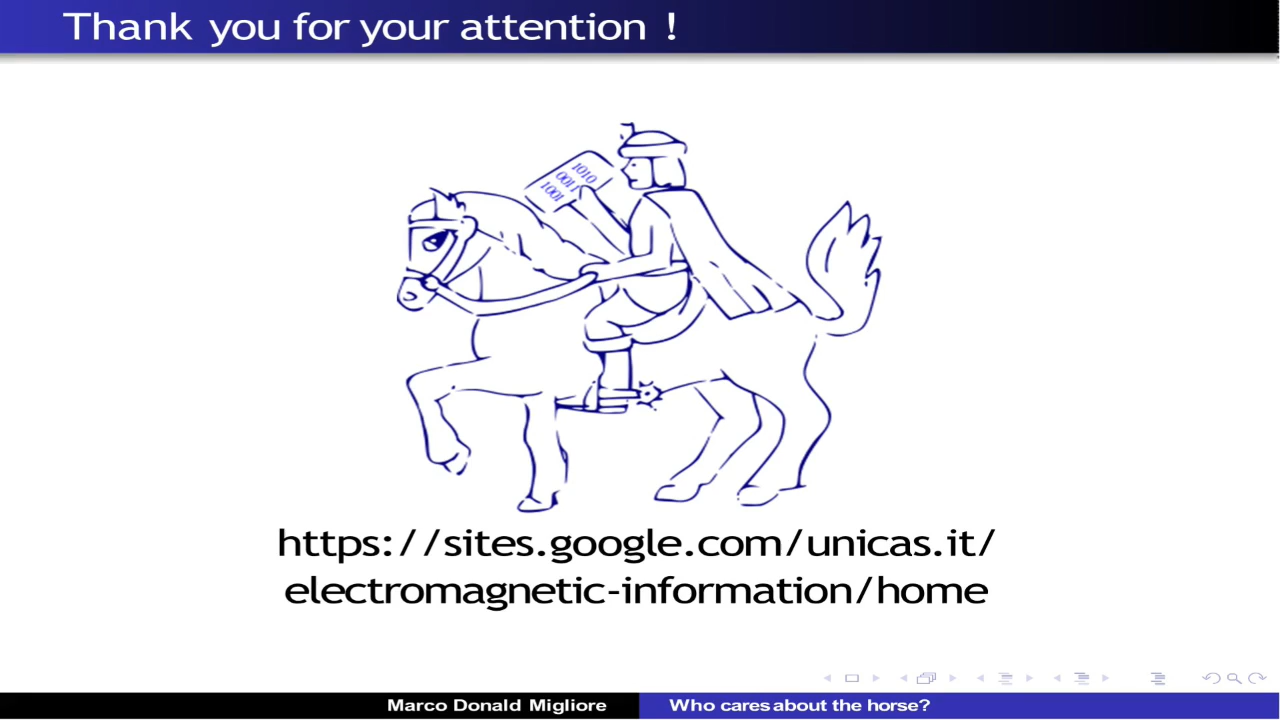 Thank you for your attention !
1010
001
1001
https://sites.google.com/unicas.it/
electromagnetic-information/home
Marco Donald Migliore
Who cares about the horse?